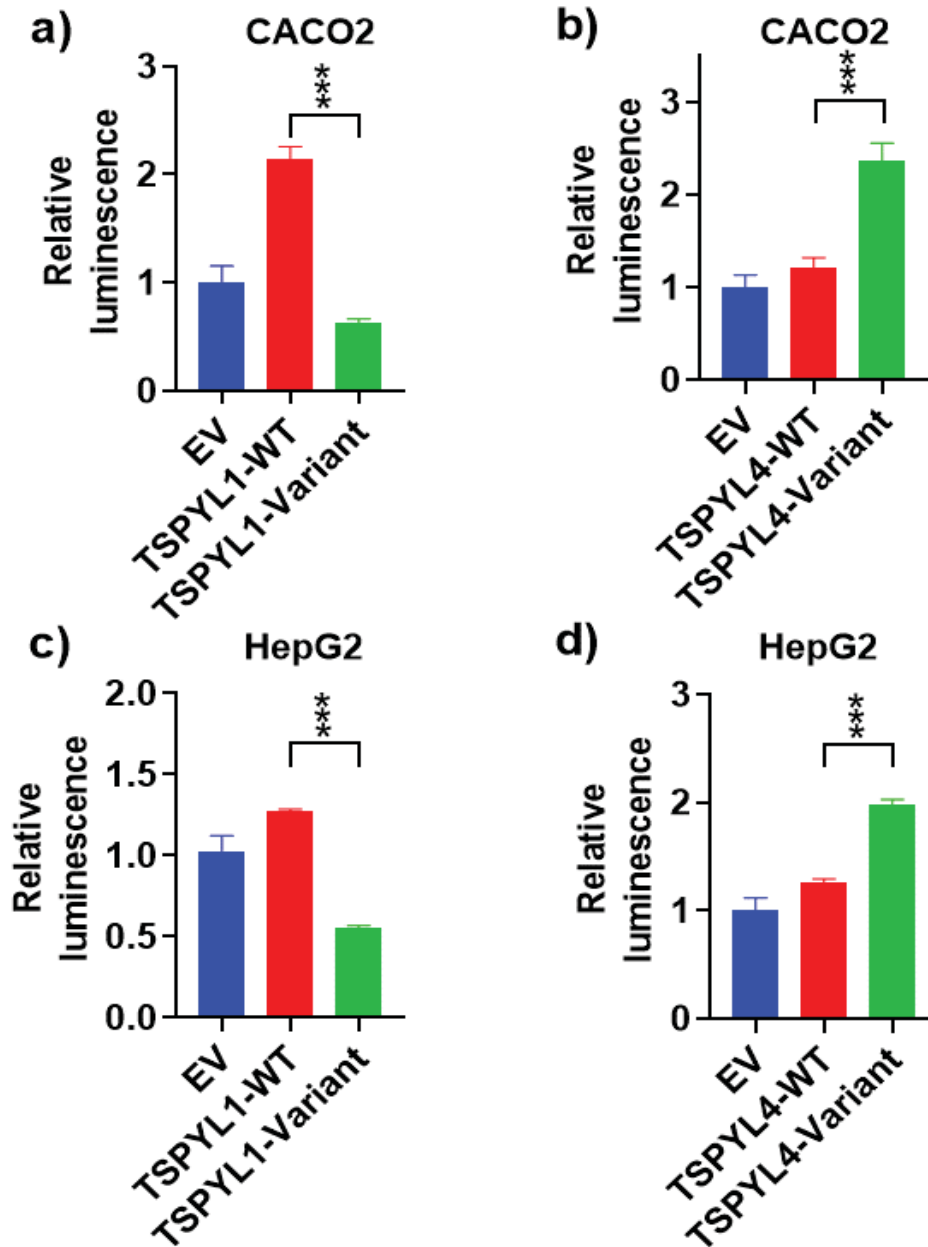 a)
CACO2
Relative
luminescence
3
2
1
0
***
EV
TSPYL1-WT
TSPYL1-Variant
b)
CACO2
Relative
luminescence
3
2
1
0
***
EV
TSPYL4-WT
TSPYL4-Variant
c)
HepG2
Relative
luminescence
2.0
1.5
1.0
0.5
0.0
***
EV
TSPYL1-WT
TSPYL1-Variant
d)
HepG2
Relative
luminescence
3
2
1
0
***
EV
TSPYL4-WT
TSPYL4-Variant